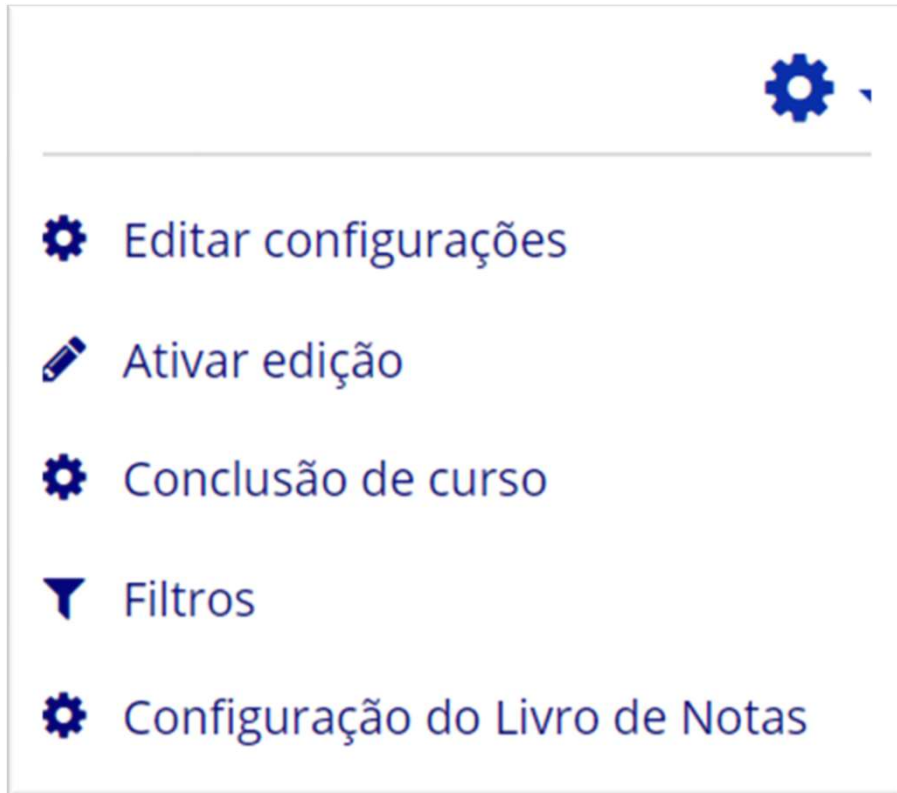 Editar configurações
Ativar edição
Conclusão de curso
Filtros
Configuração do Livro de Notas